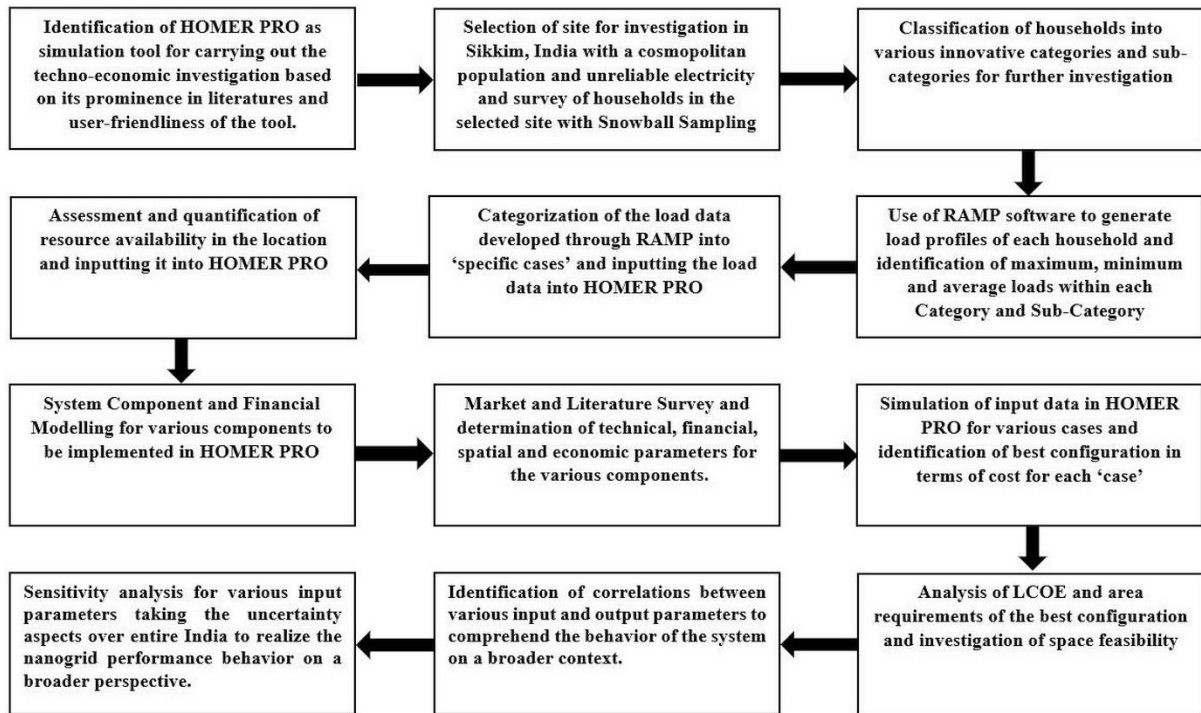 Identification of HOMER PRO as
simulation tool for carrying out the
techno-economic investigation based
on its prominence in literatures and
user-friendliness of the tool.
Selection of site for investigation in
Sikkim, India with a cosmopolitan
population and unreliable electricity
and survey of households in the
selected site with Snowball Sampling
Classification of households into
various innovative categories and sub-
categories for further investigation
Use of RAMP software to generate
load profiles of each household and
identification of maximum, minimum
and average loads within each
Category and Sub-Category
Categorization of the load data
developed through RAMP into
‘specific cases’ and inputting the load
data into HOMER PRO
Assessment and quantification of
resource availability in the location
and inputting it into HOMER PRO
System Component and Financial
Modelling for various components to
be implemented in HOMER PRO
Market and Literature Survey and
determination of technical, financial,
spatial and economic parameters for
the various components.
Simulation of input data in HOMER
PRO for various cases and
identification of best configuration in
terms of cost for each ‘case’
Analysis of LCOE and area
requirements of the best configuration
and investigation of space feasibility
Identification of correlations between
various input and output parameters to
comprehend the behavior of the system
on a broader context.
Sensitivity analysis for various input
parameters taking the uncertainty
aspects over entire India to realize the
nanogrid performance behavior on a
broader perspective.